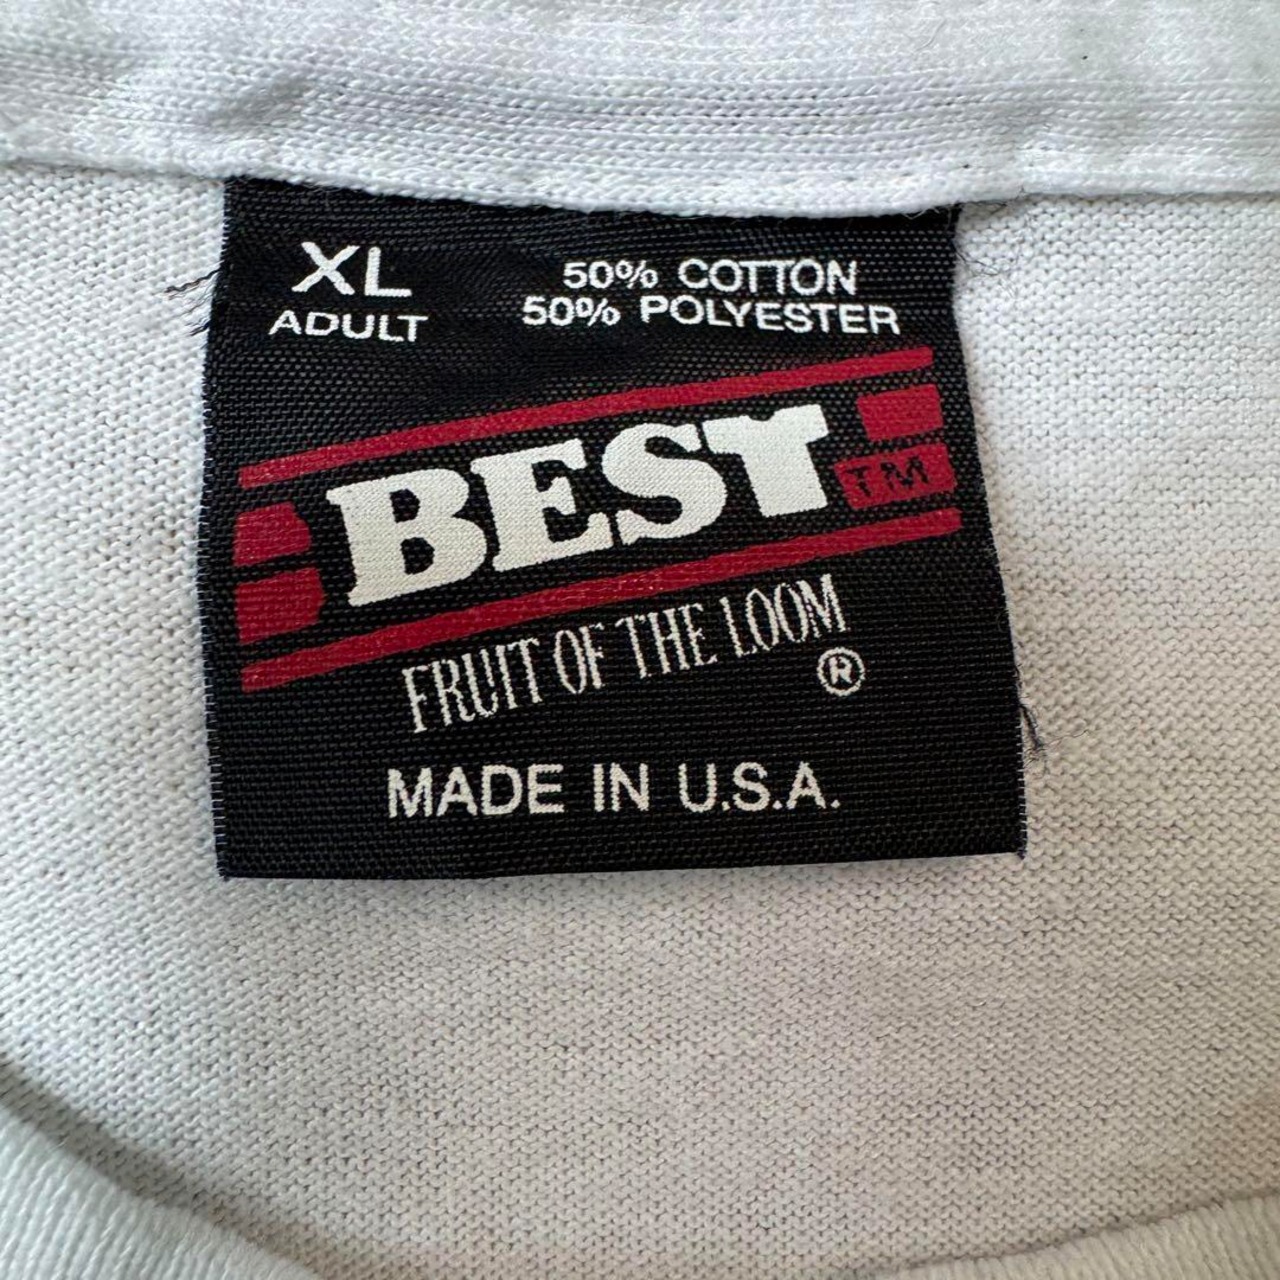 XL
ADULT
50% COTTON
50% POLYESTER
BEST
TM
FRUIT OF THE LOOM
®
MADE IN U.S.A.